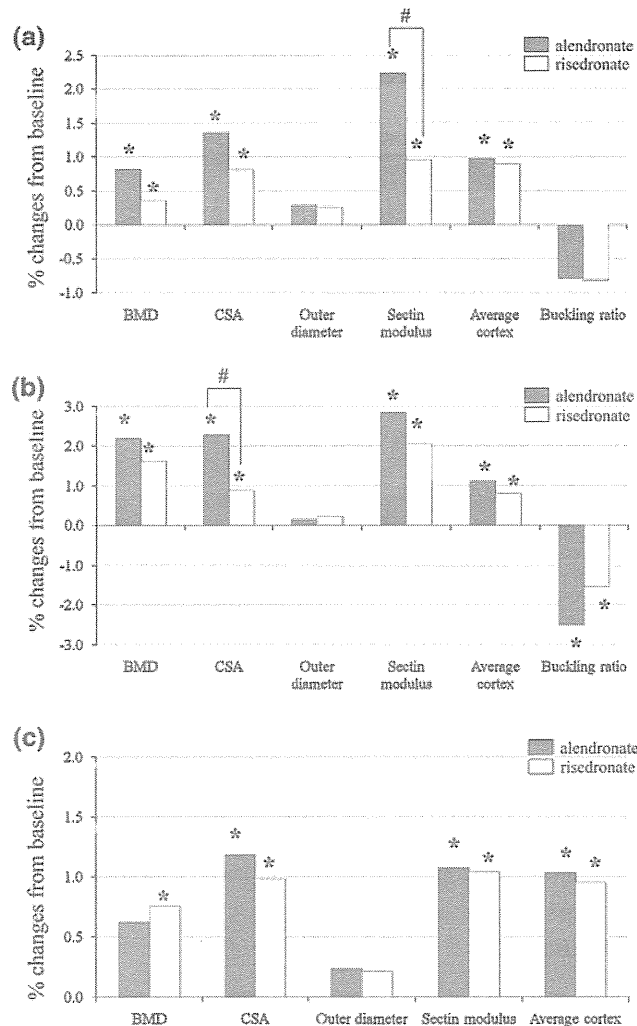 (a)
#
alendronate
risedronate
% changes from baseline
2.5
2.0
1.5
1.0
0.5
0.0
-0.5
-1.0
* * * * * * * *
BMD CSA Outer diameter Sectin modulus Average cortex Buckling ratio
(b)
#
alendronate
risedronate
% changes from baseline
3.0
2.0
1.0
0.0
-1.0
-2.0
-3.0
* * * * * * * * * *
BMD CSA Outer diameter Sectin modulus Average cortex Buckling ratio
(c)
alendronate
risedronate
% changes from baseline
2.0
1.5
1.0
0.5
0.0
* * * * * * *
BMD CSA Outer diameter Sectin modulus Average cortex